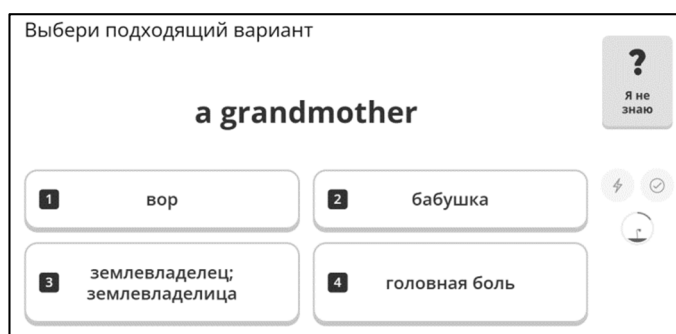 Выбери подходящий вариант
?
Я не
знаю
a grandmother
1 вор
2 бабушка
3 землевладелец;
землевладелица
4 головная боль